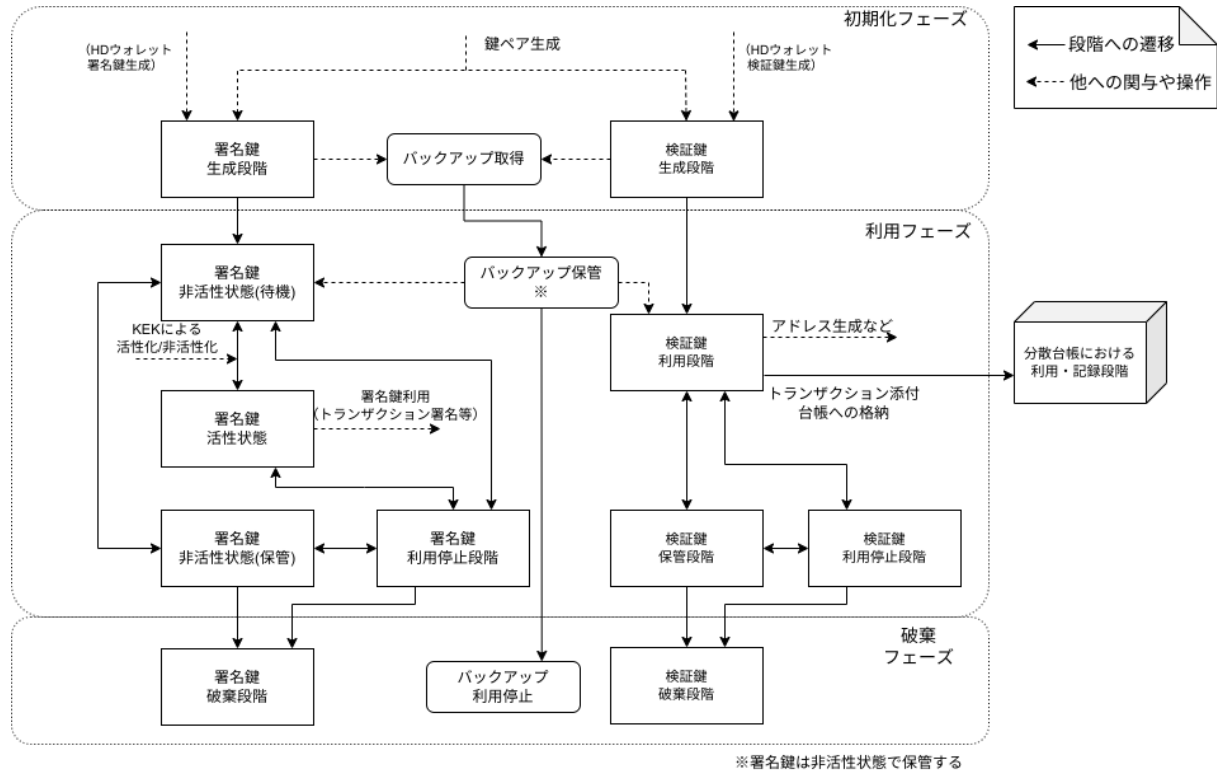 初期化フェーズ
段階への遷移
他への関与や操作
（HDウォレット
署名鍵生成）
鍵ペア生成
（HDウォレット
検証鍵生成）
署名鍵
生成段階
バックアップ取得
検証鍵
生成段階
利用フェーズ
署名鍵
非活性状態(待機)
バックアップ保管
※
KEKによる
活性化/非活性化
検証鍵
利用段階
アドレス生成など
分散台帳における
利用・記録段階
トランザクション添付
台帳への格納
署名鍵
活性状態
署名鍵利用
（トランザクション署名等）
署名鍵
非活性状態(保管)
署名鍵
利用停止段階
検証鍵
保管段階
検証鍵
利用停止段階
破棄
フェーズ
署名鍵
破棄段階
バックアップ
利用停止
検証鍵
破棄段階
※署名鍵は非活性状態で保管する